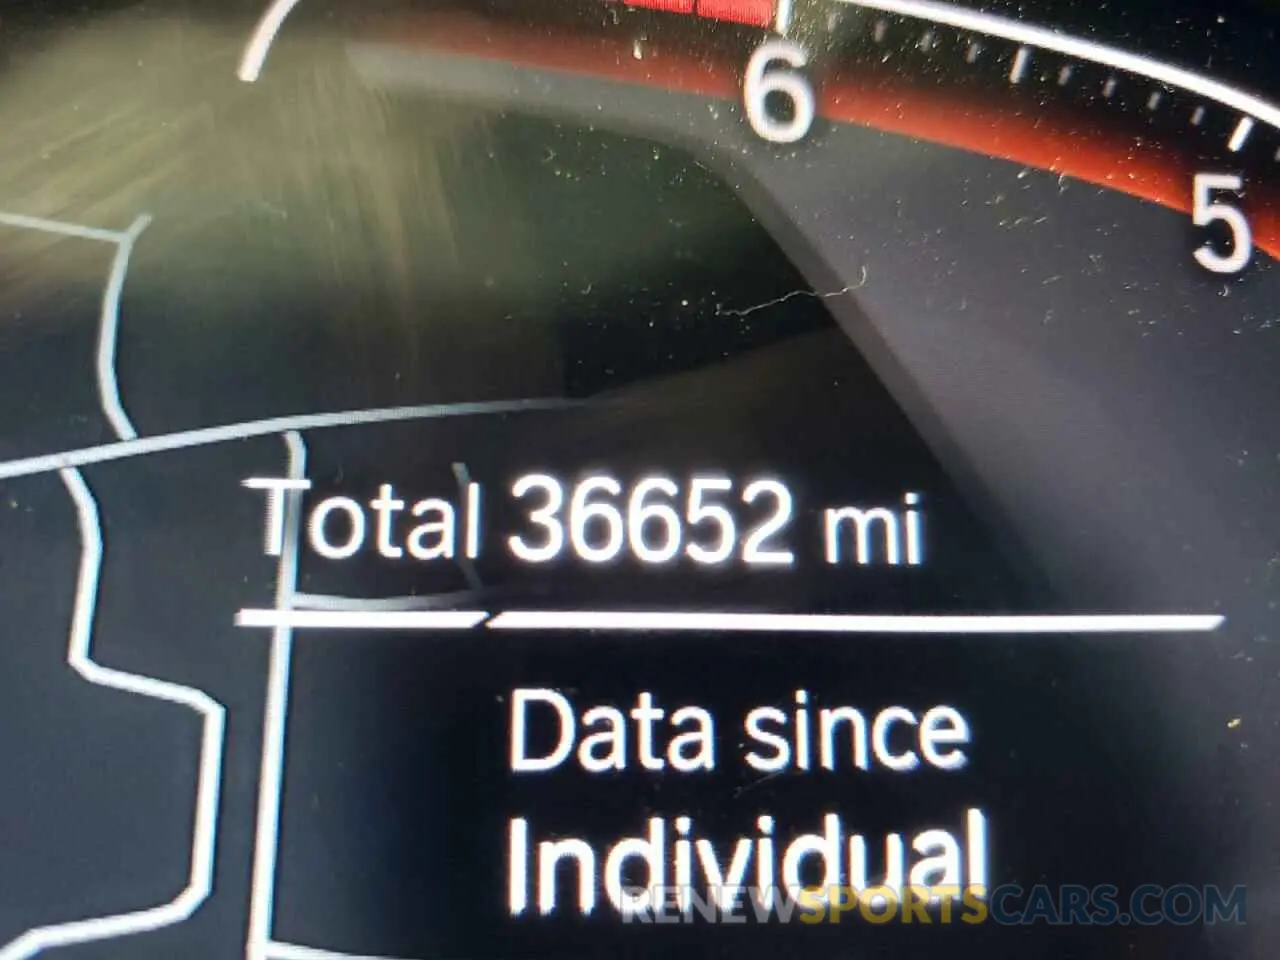 6
5
Total 36652 mi
Data since
Individual
RENEWSPORTSCARS.COM